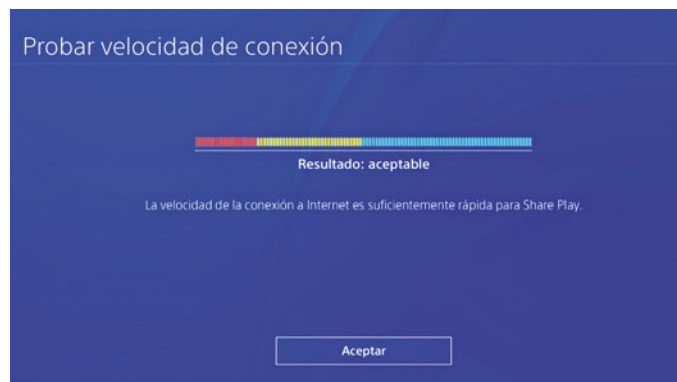 Probar velocidad de conexión
Resultado: aceptable
La velocidad de la conexión a Internet es suficientemente rápida para Share Play.
Aceptar